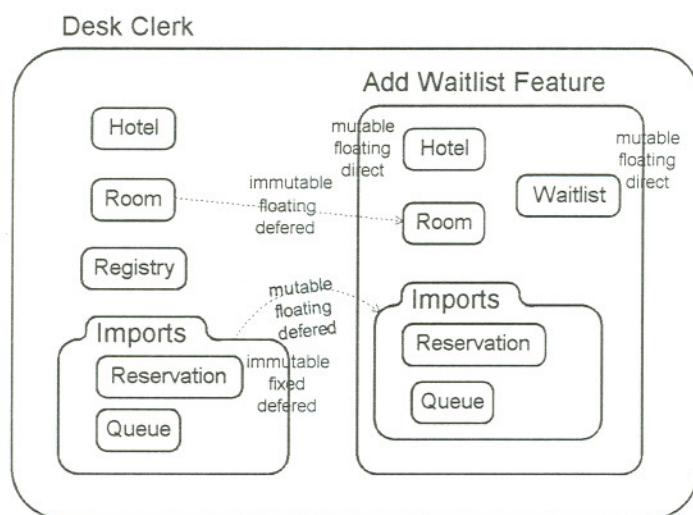 Desk Clerk
Add Waitlist Feature
Hotel
mutable
floating
direct
Hotel
mutable
floating
direct
Waitlist
Room
immutable
floating
defered
Room
Registry
mutable
floating
defered
Imports
Imports
Reservation
immutable
fixed
defered
Reservation
Queue
Queue